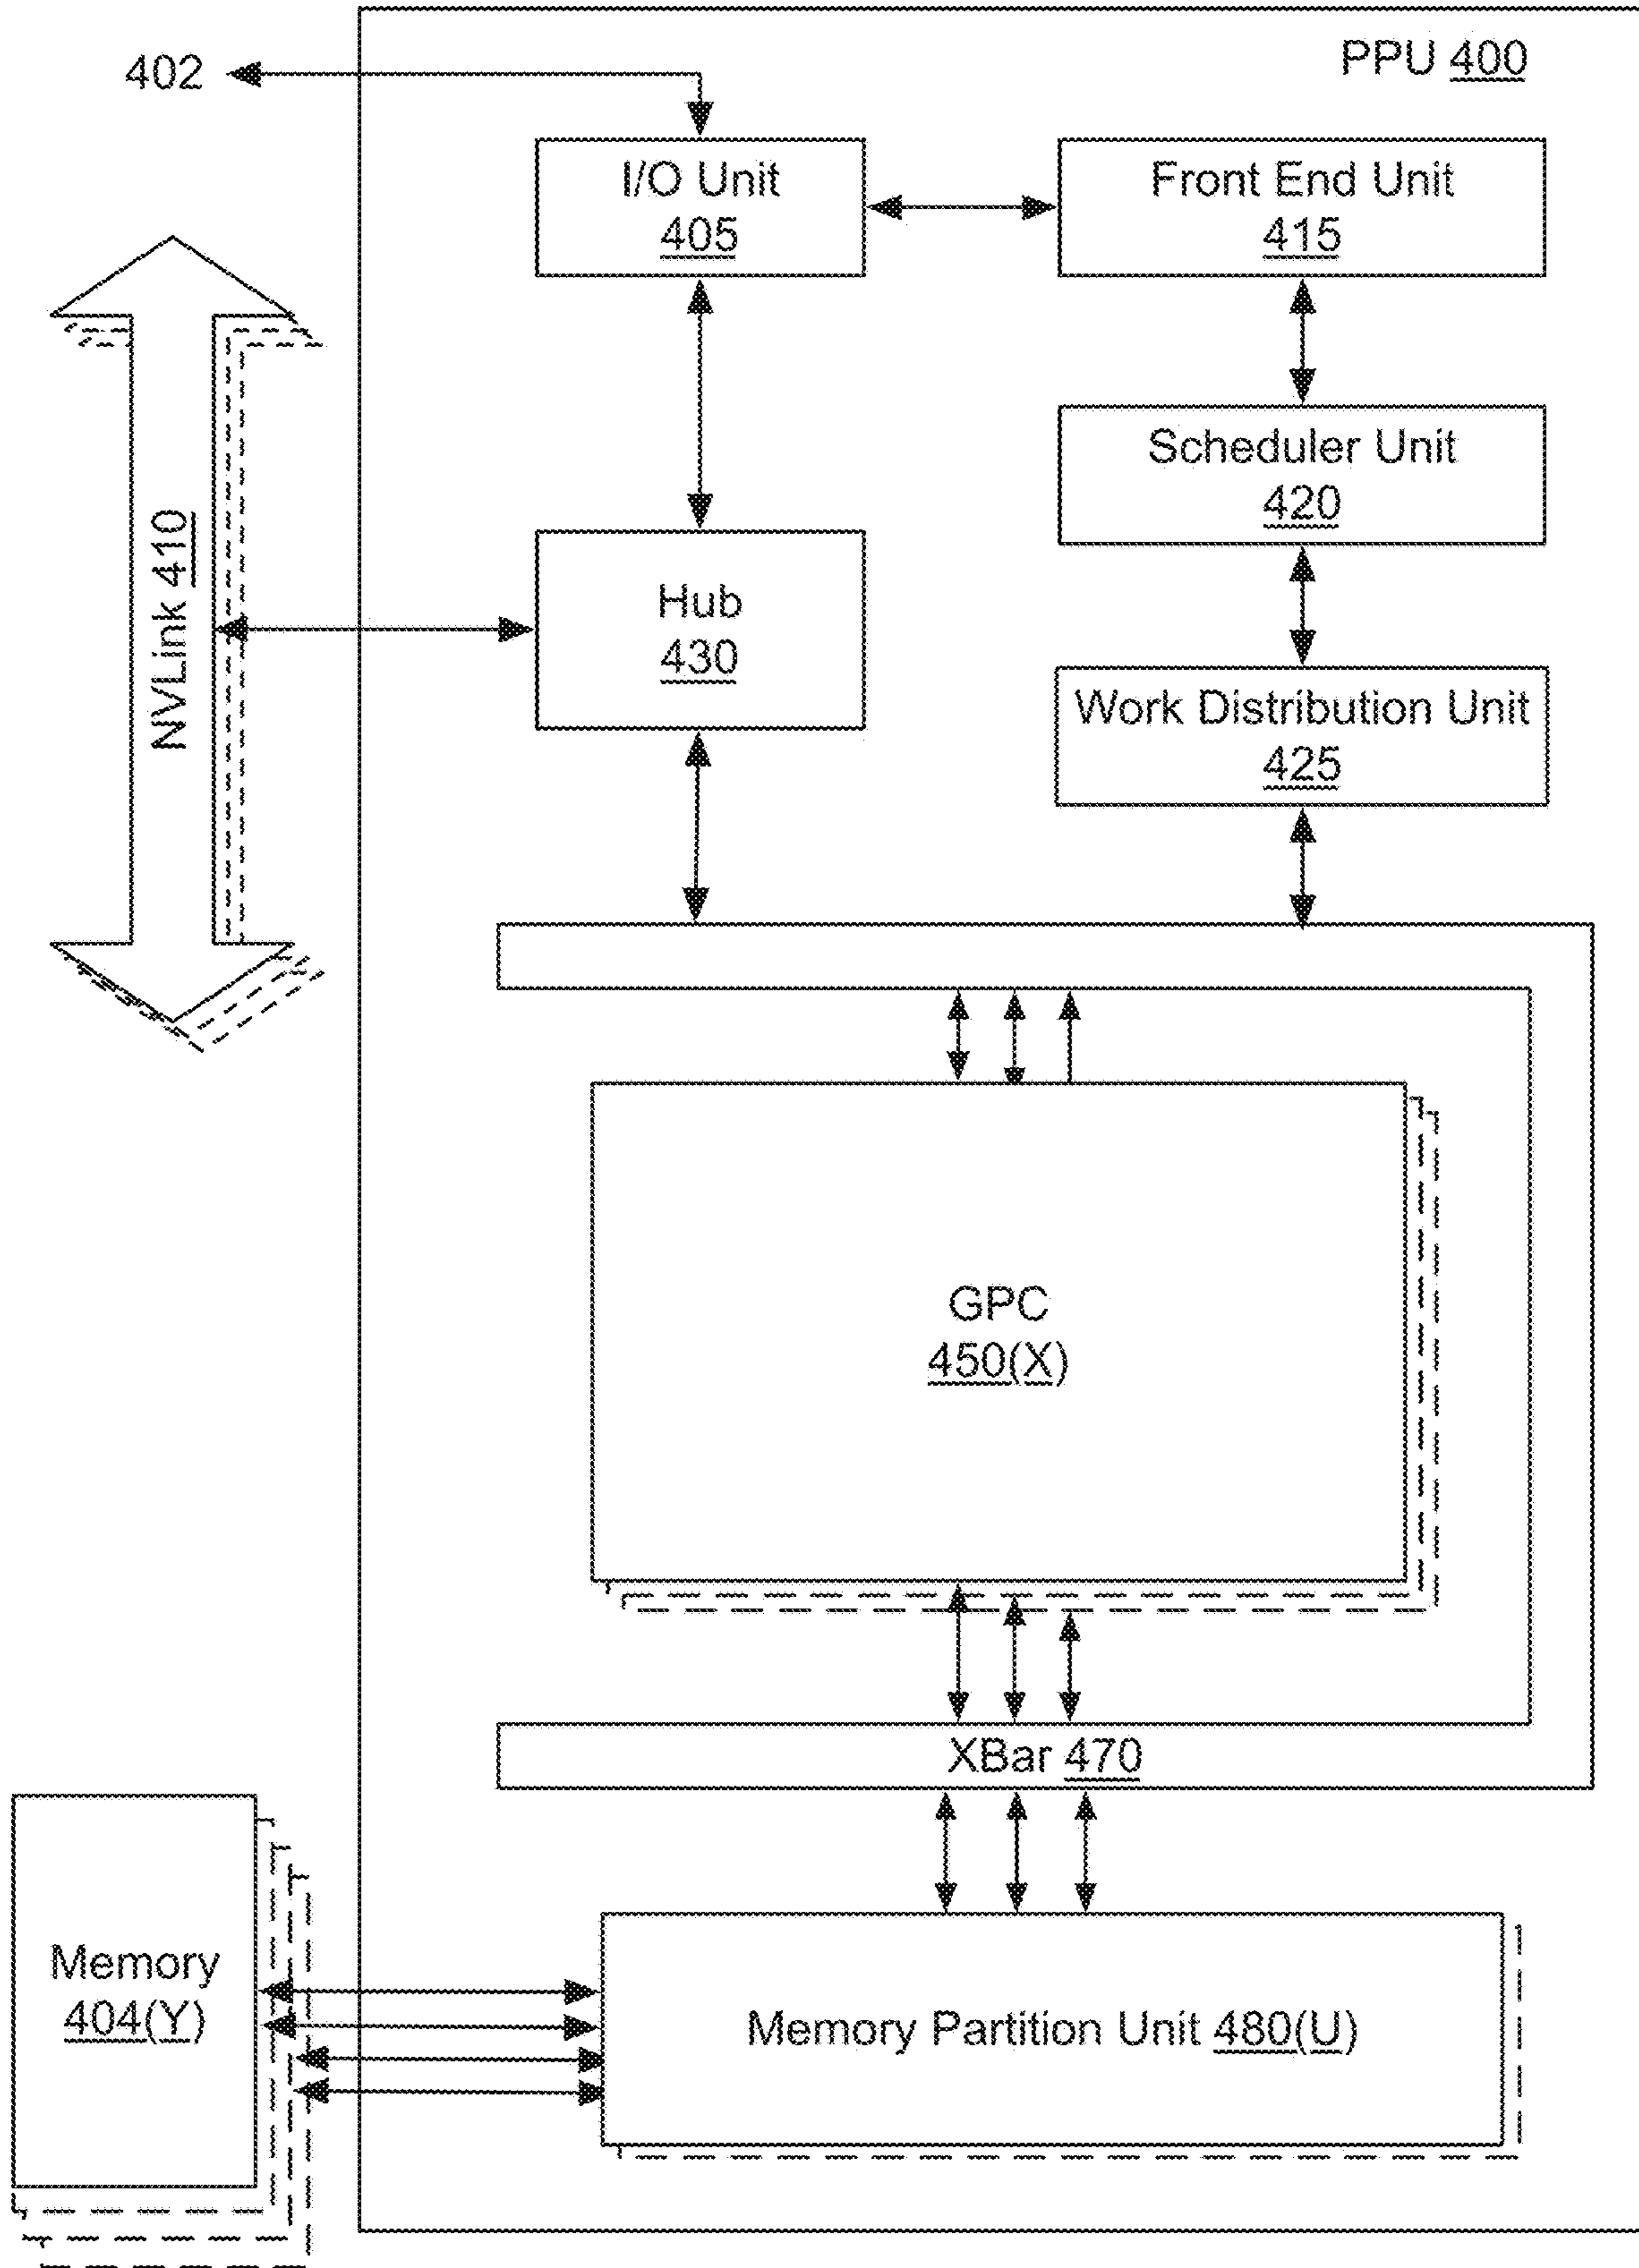 PPU 400
402
I/O Unit
405
Front End Unit
415
Scheduler Unit
420
NVLink 410
Hub
430
Work Distribution Unit
425
GPC
450(X)
XBar 470
Memory
404(Y)
Memory Partition Unit 480(U)